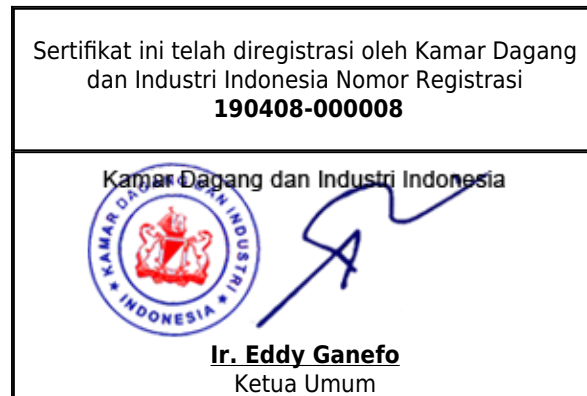 Sertifikat ini telah diregistrasi oleh Kamar Dagang
dan Industri Indonesia Nomor Registrasi
190408-000008
Kamar Dagang dan Industri Indonesia
KAMAR DAGANG DAN INDUSTRI
INDONESIA
Ir. Eddy Ganefo
Ketua Umum